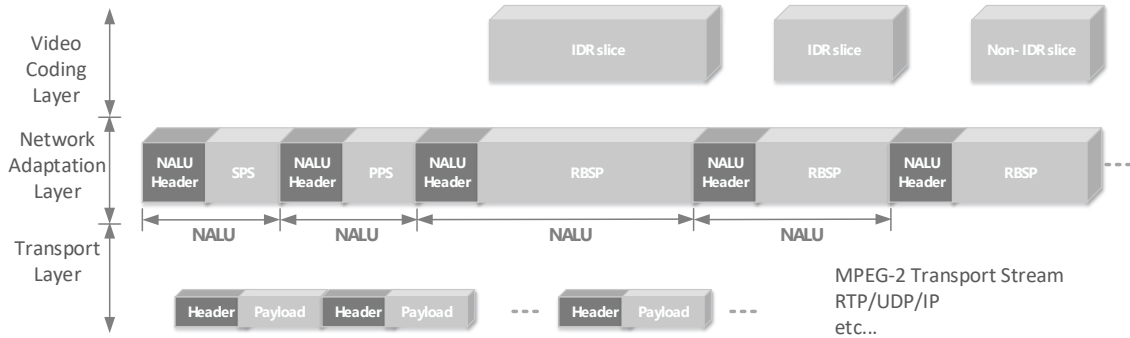 Video
Coding
Layer
IDR slice
IDR slice
Non- IDR slice
Network
Adaptation
Layer
NALU
Header
SPS
NALU
Header
PPS
NALU
Header
RBSP
NALU
Header
RBSP
NALU
Header
RBSP
NALU
NALU
NALU
NALU
Transport
Layer
Header
Payload
Header
Payload
Header
Payload
MPEG-2 Transport Stream
RTP/UDP/IP
etc...